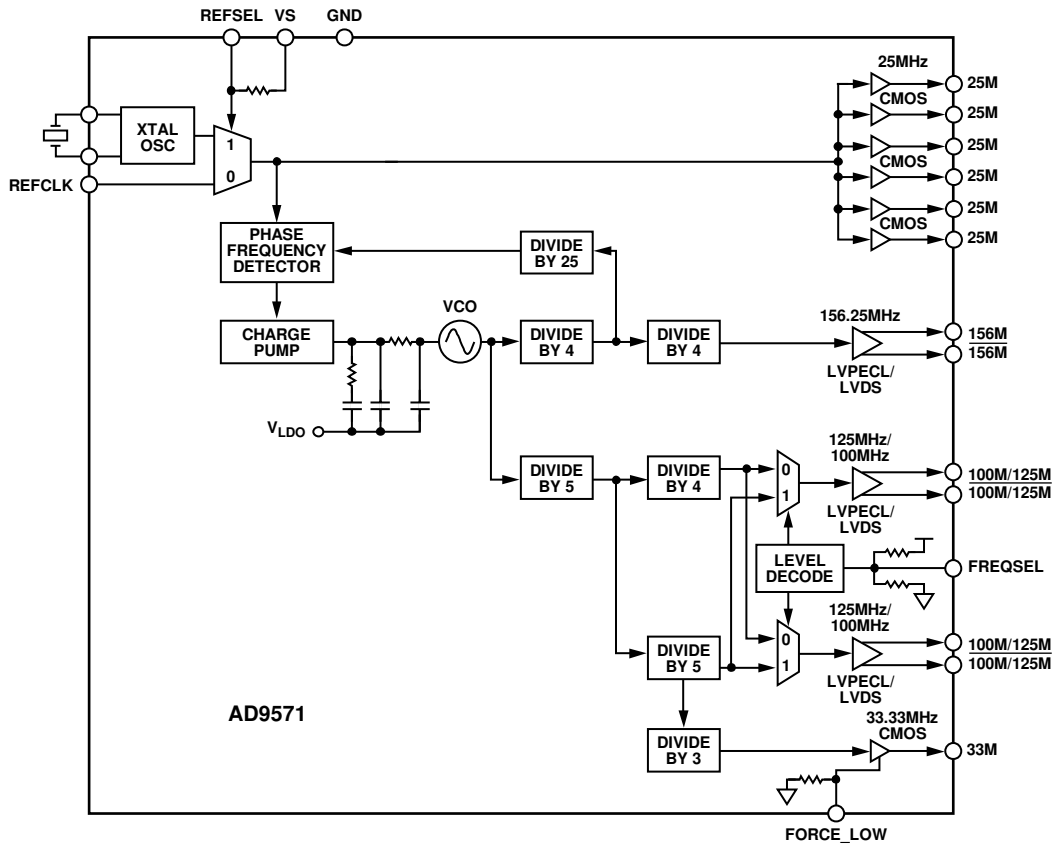 REFSEL VS GND
XTAL
OSC
1
0
REFCLK
25MHz
CMOS
CMOS
CMOS
25M
25M
25M
25M
25M
25M
PHASE
FREQUENCY
DETECTOR
DIVIDE
BY 25
CHARGE
PUMP
VCO
VLDO
DIVIDE
BY 4
DIVIDE
BY 4
156.25MHz
LVPECL/
LVDS
156M
156M
DIVIDE
BY 5
DIVIDE
BY 4
0
1
125MHz/
100MHz
LVPECL/
LVDS
100M/125M
100M/125M
LEVEL
DECODE
FREQSEL
DIVIDE
BY 5
0
1
125MHz/
100MHz
LVPECL/
LVDS
100M/125M
100M/125M
AD9571
DIVIDE
BY 3
33.33MHz
CMOS
33M
FORCE_LOW